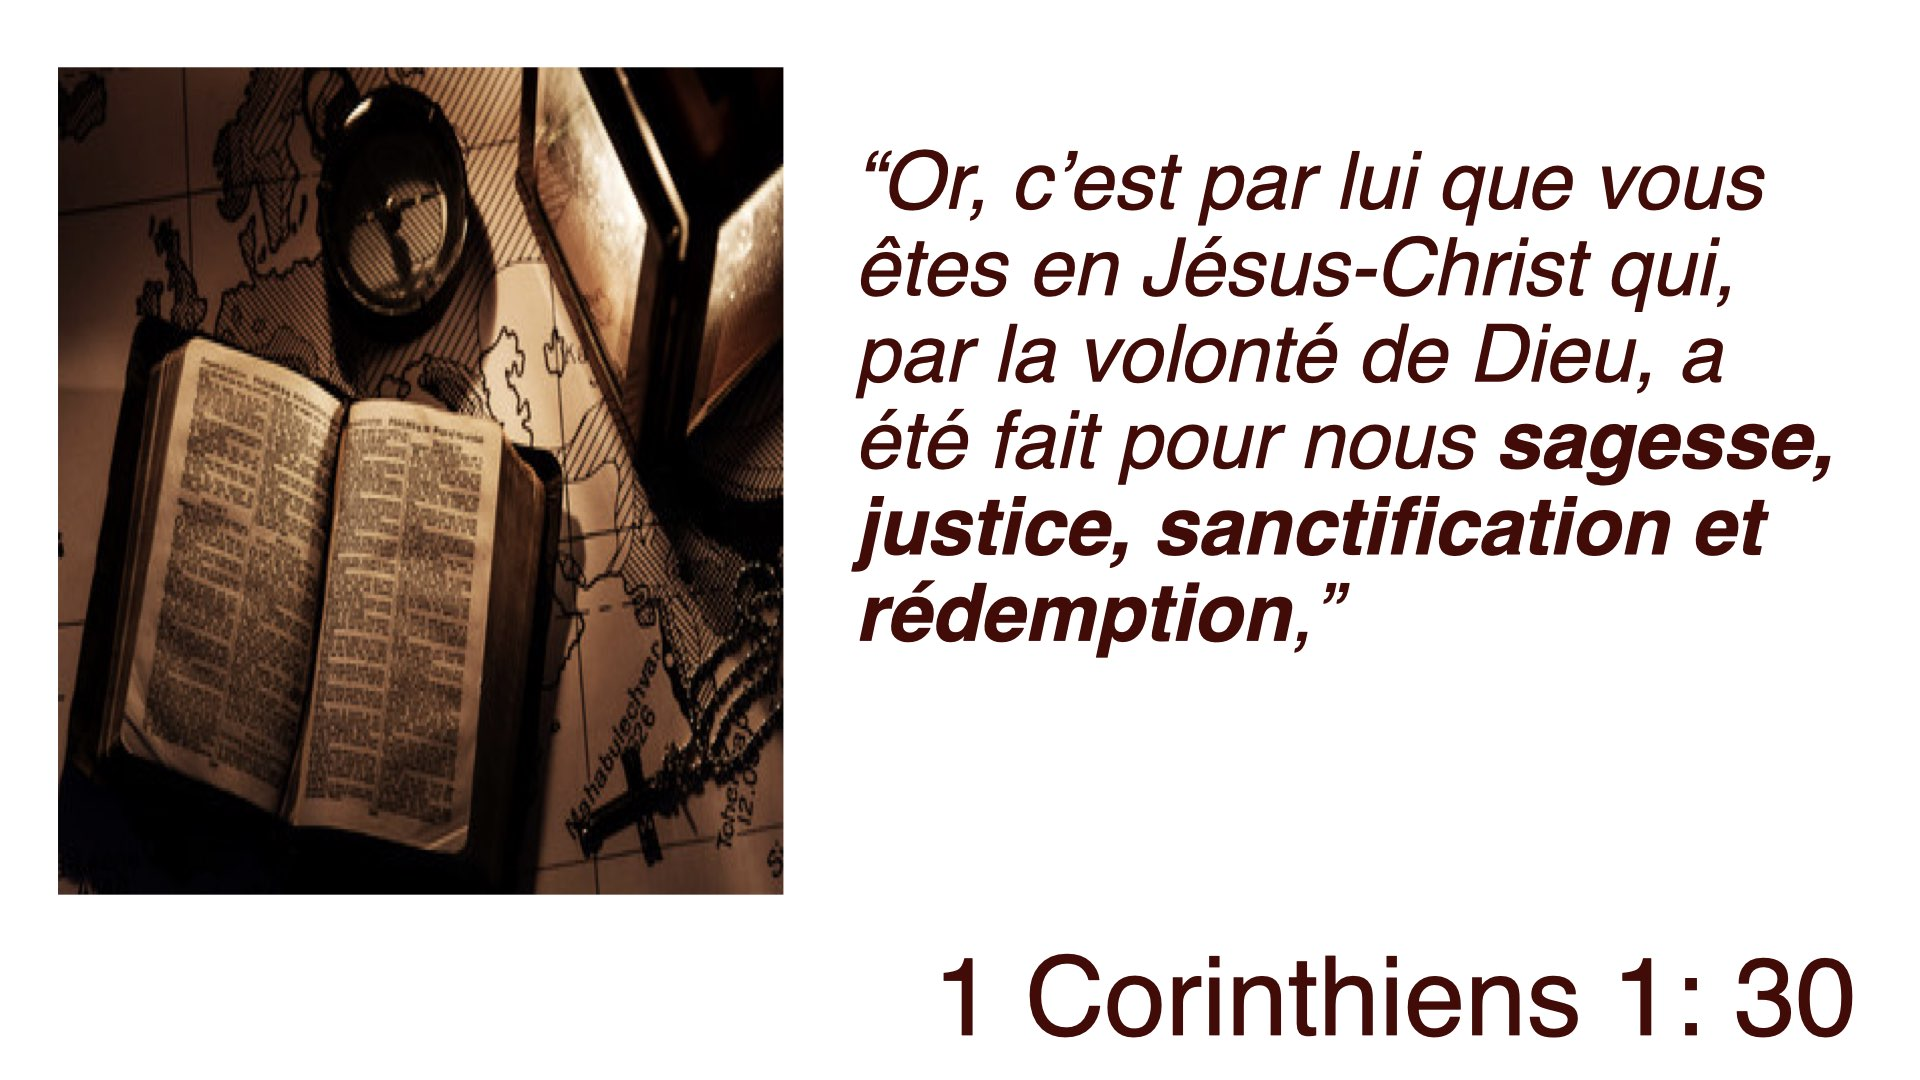 “Or, c’est par lui que vous
êtes en Jésus-Christ qui,
par la volonté de Dieu, a
été fait pour nous sagesse,
justice, sanctification et
rédemption,”
1 Corinthiens 1: 30
Mahabulechvar